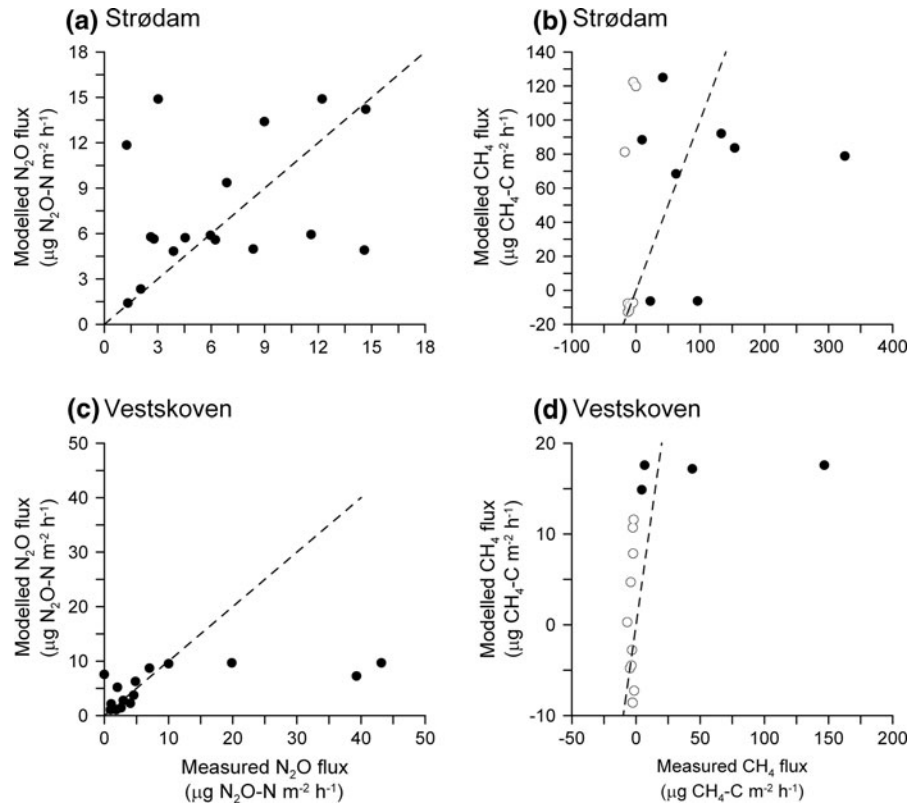 (a) Strødam
18
15
12
9
6
3
0
0 3 6 9 12 15 18
Modelled N₂O flux
(µg N₂O-N m⁻² h⁻¹)
(b) Strødam
140
120
100
80
60
40
20
0
-20
-100 0 100 200 300 400
Modelled CH₄ flux
(µg CH₄-C m⁻² h⁻¹)
(c) Vestskoven
50
40
30
20
10
0
0 10 20 30 40 50
Modelled N₂O flux
(µg N₂O-N m⁻² h⁻¹)
Measured N₂O flux
(µg N₂O-N m⁻² h⁻¹)
(d) Vestskoven
20
10
0
-10
-50 0 50 100 150 200
Modelled CH₄ flux
(µg CH₄-C m⁻² h⁻¹)
Measured CH₄ flux
(µg CH₄-C m⁻² h⁻¹)